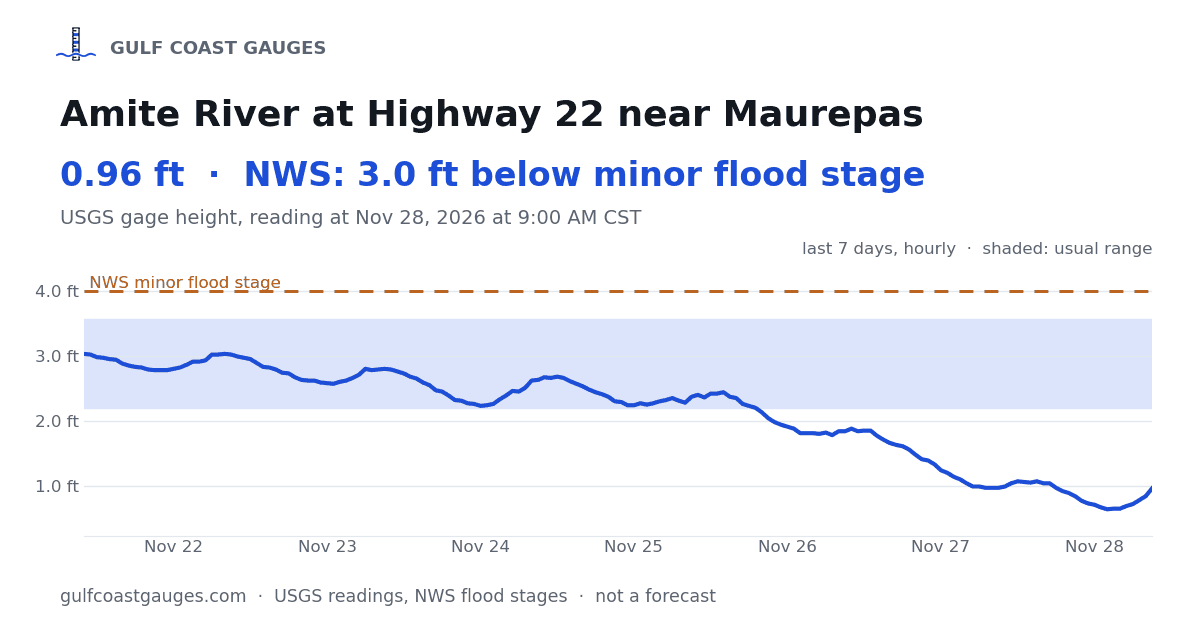 GULF COAST GAUGES
Amite River at Highway 22 near Maurepas
0.96 ft · NWS: 3.0 ft below minor flood stage
USGS gage height, reading at Nov 28, 2026 at 9:00 AM CST
last 7 days, hourly · shaded: usual range
NWS minor flood stage
4.0 ft
3.0 ft
2.0 ft
1.0 ft
Nov 22 Nov 23 Nov 24 Nov 25 Nov 26 Nov 27 Nov 28
gulfcoastgauges.com · USGS readings, NWS flood stages · not a forecast